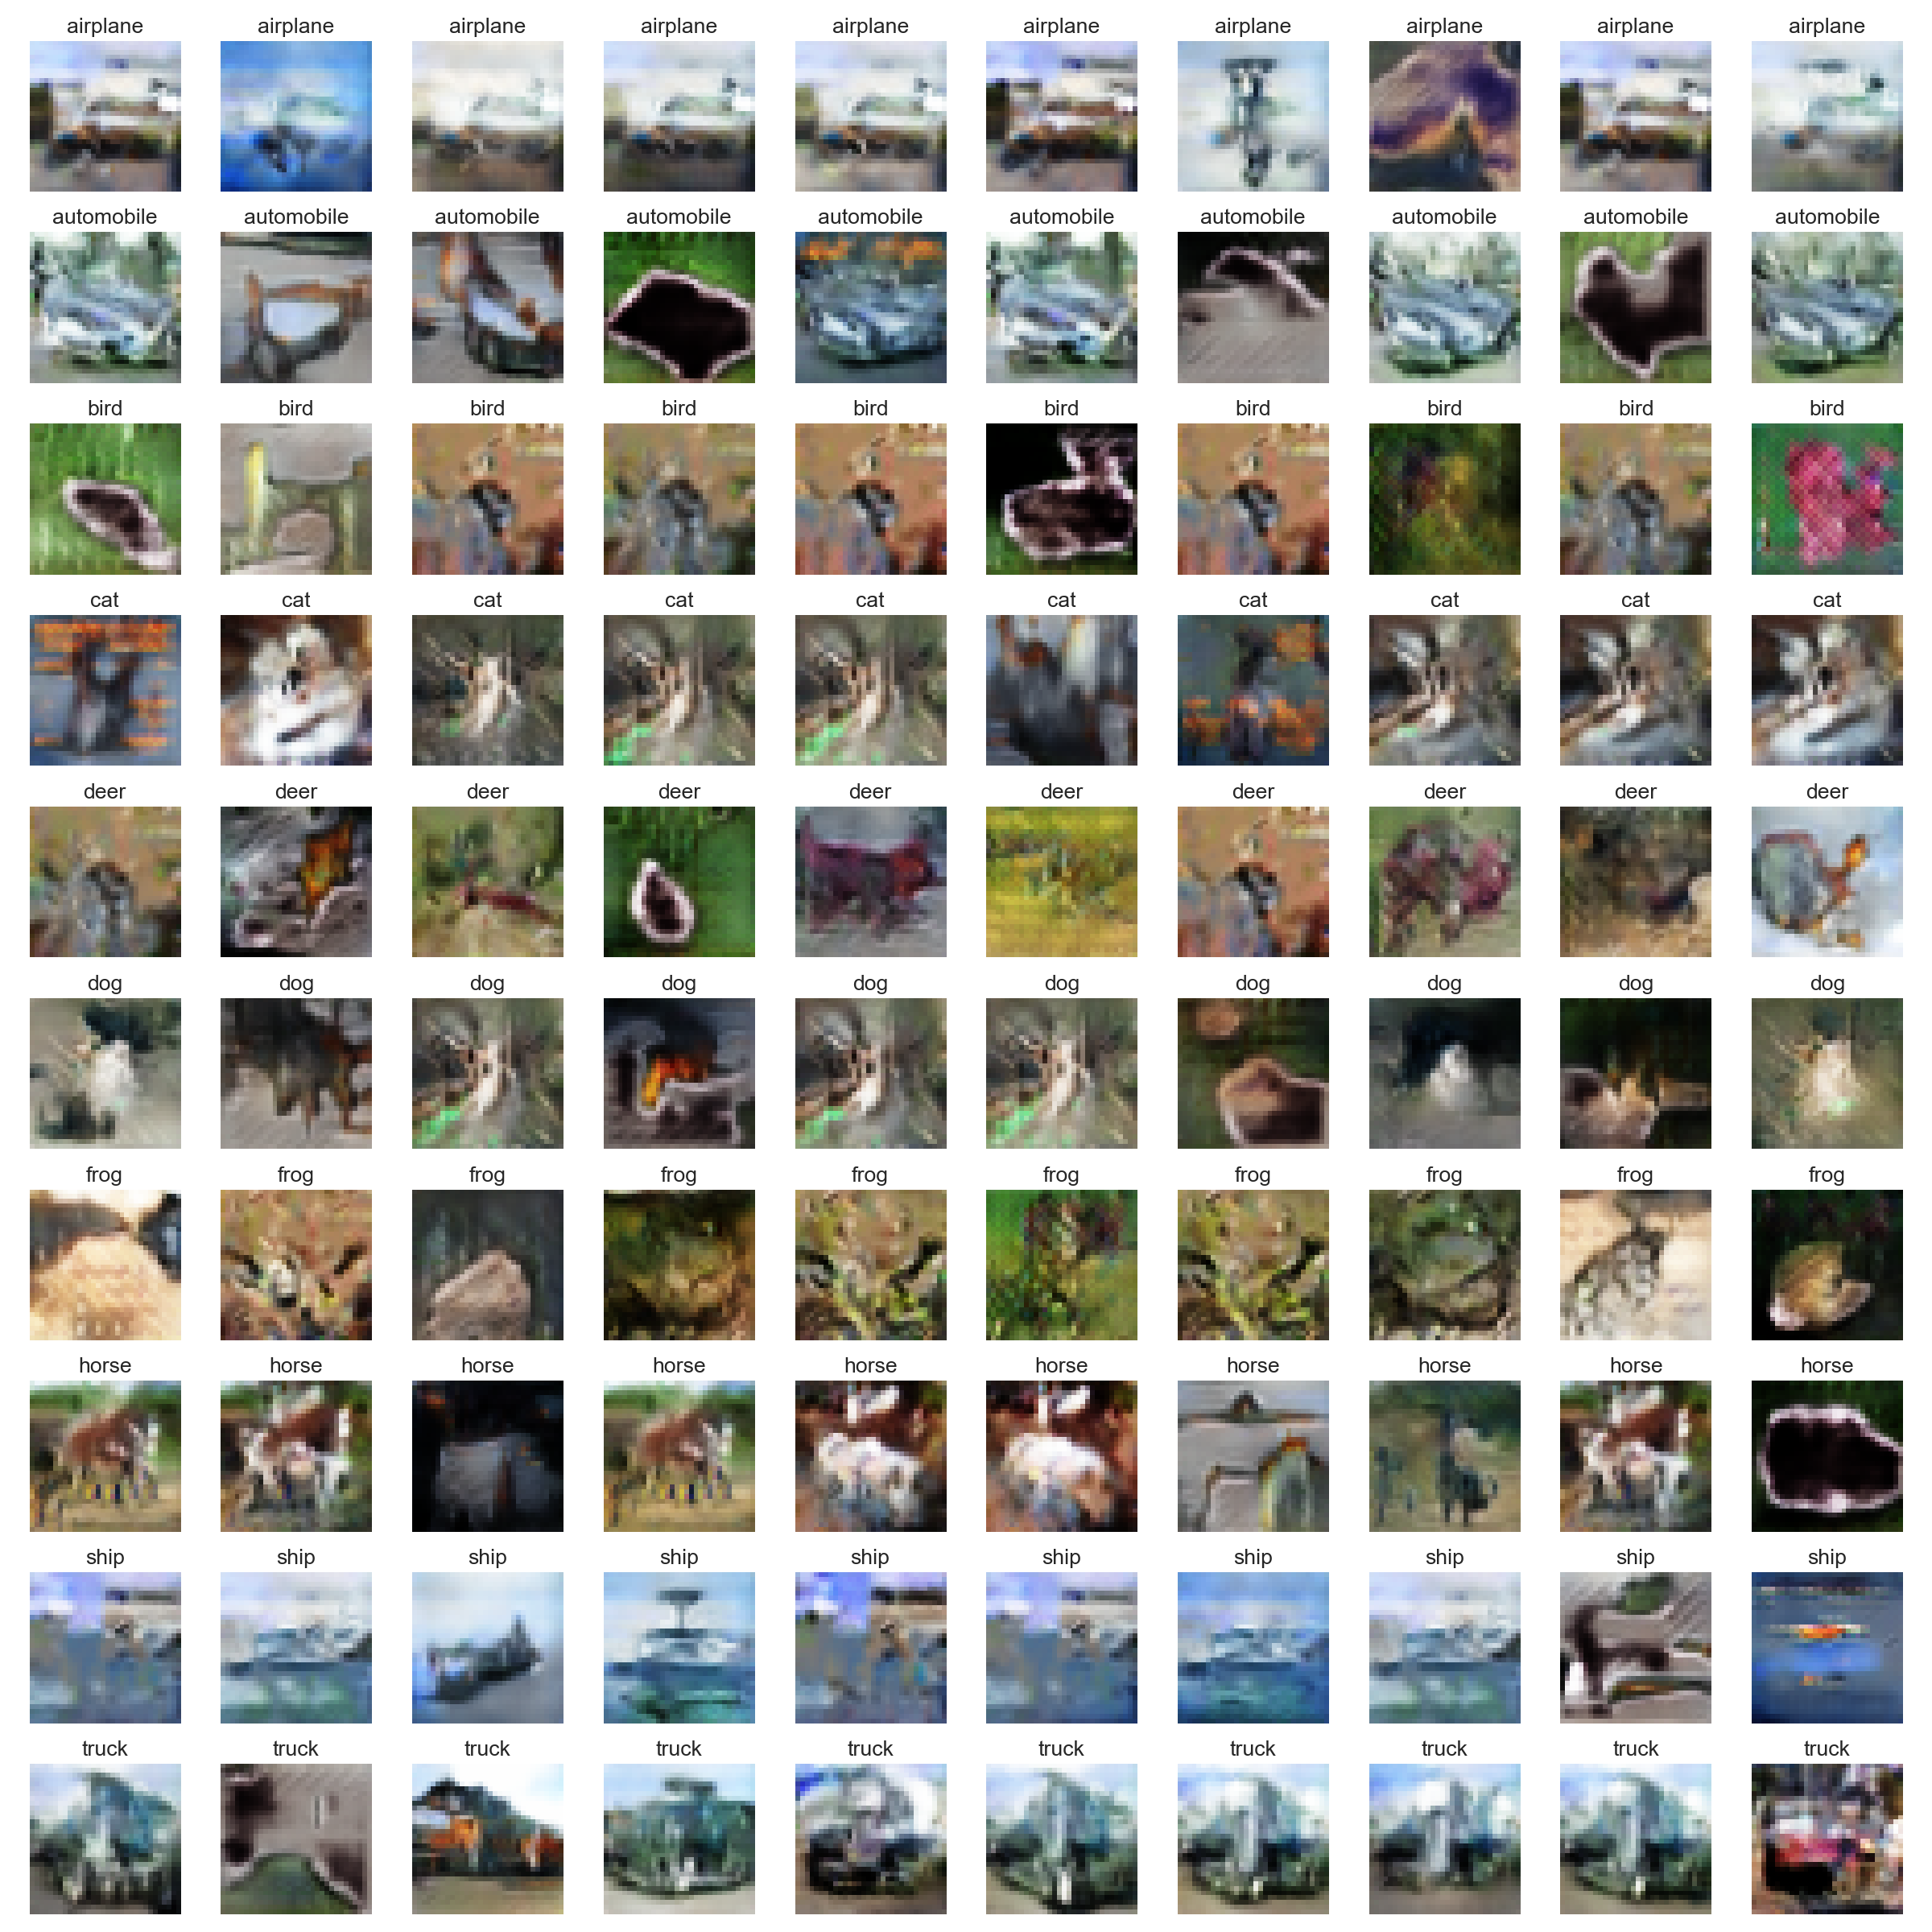 airplane airplane airplane airplane airplane airplane airplane airplane airplane airplane
automobile automobile automobile automobile automobile automobile automobile automobile automobile automobile
bird bird bird bird bird bird bird bird bird bird
cat cat cat cat cat cat cat cat cat cat
deer deer deer deer deer deer deer deer deer deer
dog dog dog dog dog dog dog dog dog dog
frog frog frog frog frog frog frog frog frog frog
horse horse horse horse horse horse horse horse horse horse
ship ship ship ship ship ship ship ship ship ship
truck truck truck truck truck truck truck truck truck truck